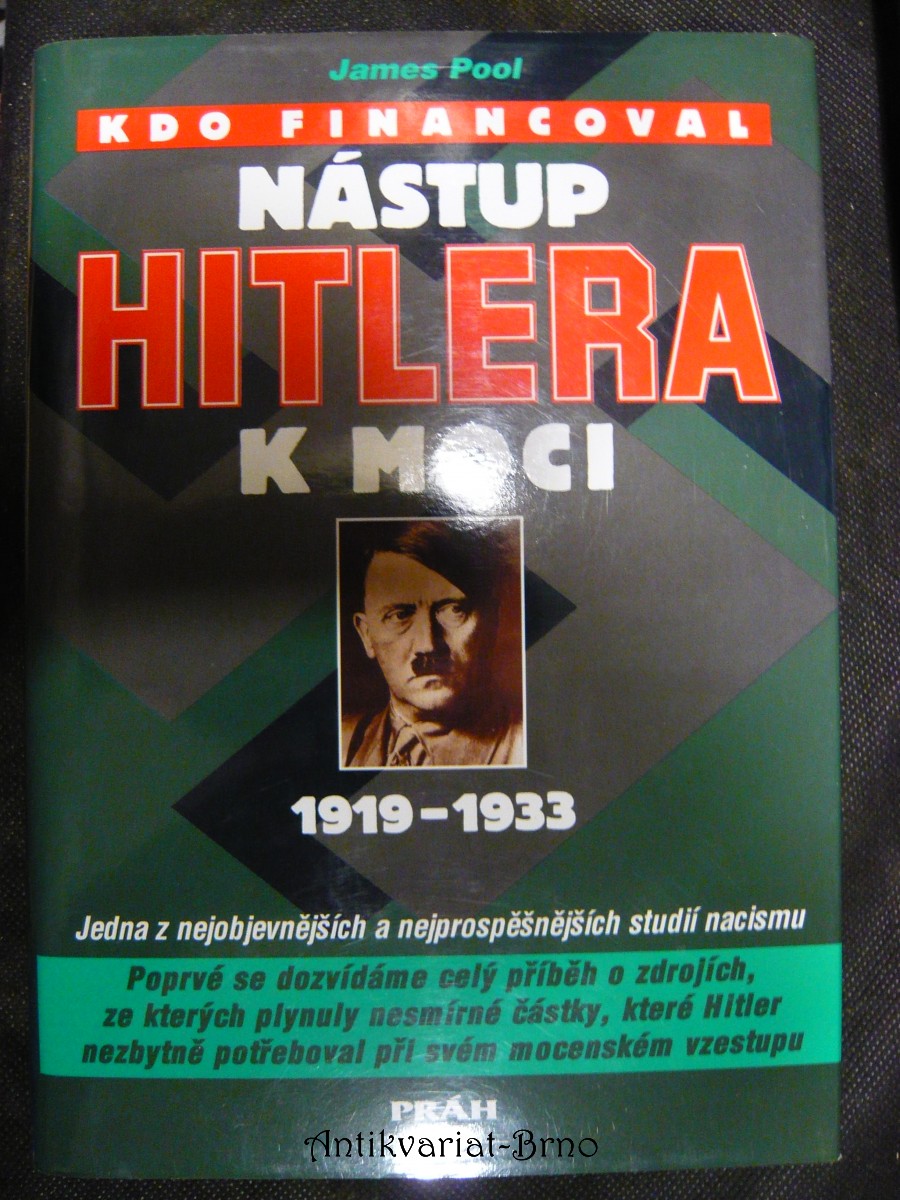 James Pool
KDO FINANCOVAL
NÁSTUP
HITLERA
K MOCI
1919–1933
Jedna z nejobjevnějších a nejprospěšnějších studií nacismu
Poprvé se dozvídáme celý příběh o zdrojích,
ze kterých plynuly nesmírné částky, které Hitler
nezbytně potřeboval při svém mocenském vzestupu
PRÁH
Antikvariat-Brno